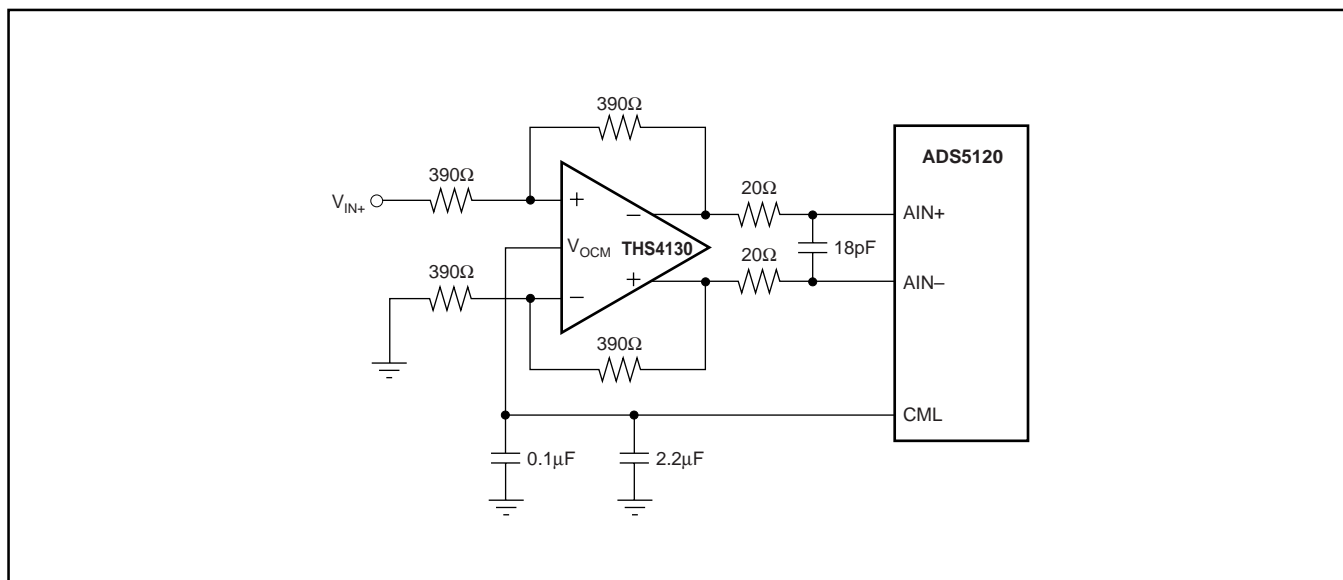 390Ω
ADS5120
390Ω
20Ω
V_IN+
+
−
AIN+
V_OCM
THS4130
18pF
390Ω
20Ω
+
−
AIN–
390Ω
CML
0.1µF
2.2µF